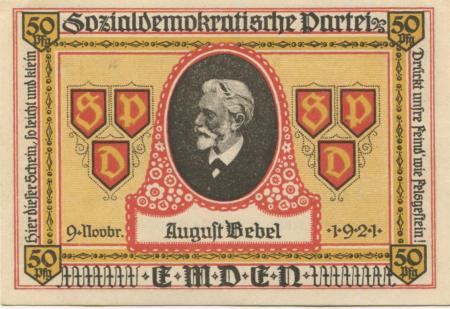 50 Pfg
Sozialdemokratische Partei
50 Pfg
Hier dieser Schein, so leicht und klein
Drückt unsre Feind' wie Felsgestein!
S P D
S P D
9. Novbr.
August Bebel
1921
50 Pfg
EMDEN
50 Pfg